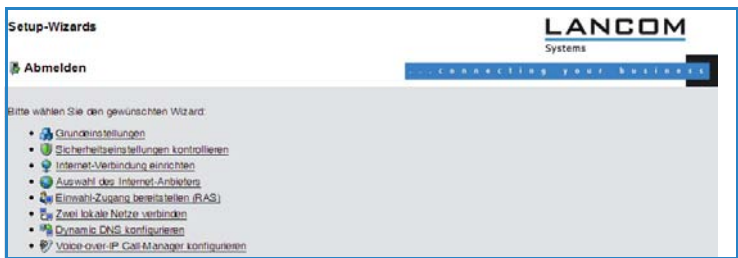 Setup-Wizards
LANCOM
Systems
Abmelden
... connecting your business
Bitte wählen Sie den gewünschten Wizard:
Grundeinstellungen
Sicherheitseinstellungen kontrollieren
Internet-Verbindung einrichten
Auswahl des Internet-Anbieters
Einwahl-Zugang bereitstellen (RAS)
Zwei lokale Netze verbinden
Dynamic DNS konfigurieren
Voice-over-IP Call-Manager konfigurieren